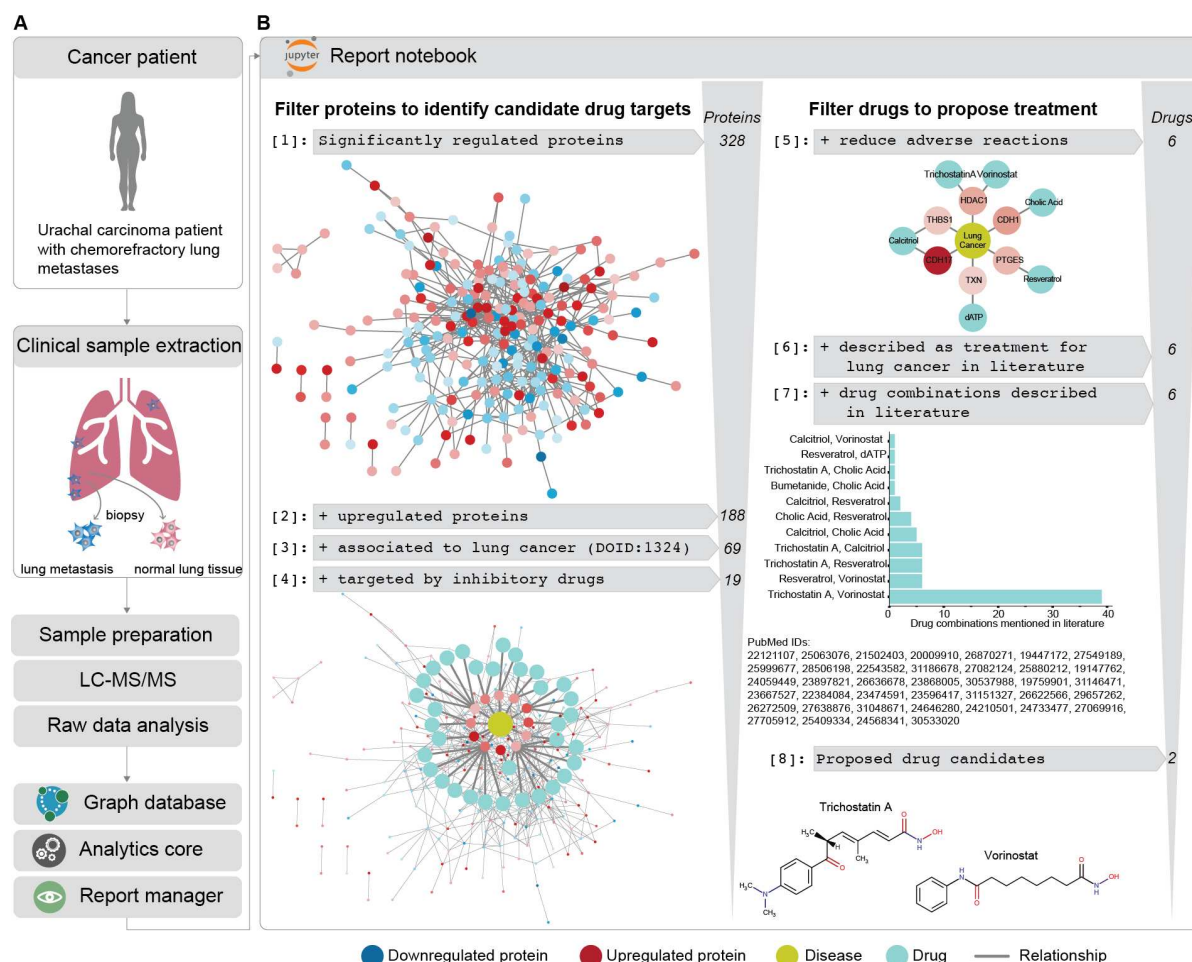 A
Cancer patient
Urachal carcinoma patient
with chemorefractory lung
metastases
Clinical sample extraction
biopsy
lung metastasis
normal lung tissue
Sample preparation
LC-MS/MS
Raw data analysis
Graph database
Analytics core
Report manager
B
jupyter
Report notebook
Filter proteins to identify candidate drug targets
Proteins
[1]: Significantly regulated proteins
328
[2]: + upregulated proteins
188
[3]: + associated to lung cancer (DOID:1324)
69
[4]: + targeted by inhibitory drugs
19
Filter drugs to propose treatment
Drugs
[5]: + reduce adverse reactions
6
TrichostatinA
Vorinostat
HDAC1
Cholic Acid
THBS1
CDH1
Calcitriol
Lung
Cancer
CDH17
PTGES
Resveratrol
TXN
dATP
[6]: + described as treatment for
lung cancer in literature
6
[7]: + drug combinations described
in literature
6
Calcitriol, Vorinostat
Resveratrol, dATP
Trichostatin A, Cholic Acid
Bumetanide, Cholic Acid
Calcitriol, Resveratrol
Cholic Acid, Resveratrol
Calcitriol, Cholic Acid
Trichostatin A, Calcitriol
Trichostatin A, Resveratrol
Resveratrol, Vorinostat
Trichostatin A, Vorinostat
0 10 20 30 40
Drug combinations mentioned in literature
PubMed IDs:
22121107, 25063076, 21502403, 20009910, 26870271, 19447172, 27549189,
25999677, 28506198, 22543582, 31186678, 27082124, 25880212, 19147762,
24059449, 23897821, 26636678, 23868005, 30537988, 19759901, 31146471,
23667527, 22384084, 23474591, 23596417, 31151327, 26622566, 29657262,
26272509, 27638876, 31048671, 24646280, 24210501, 24733477, 27069916,
27705912, 25409334, 24568341, 30533020
[8]: Proposed drug candidates
2
Trichostatin A
H3C
O
N
H
OH
H
CH3
O
H3C
N
CH3
Vorinostat
H
N
O
O
N
H
OH
Downregulated protein
Upregulated protein
Disease
Drug
Relationship